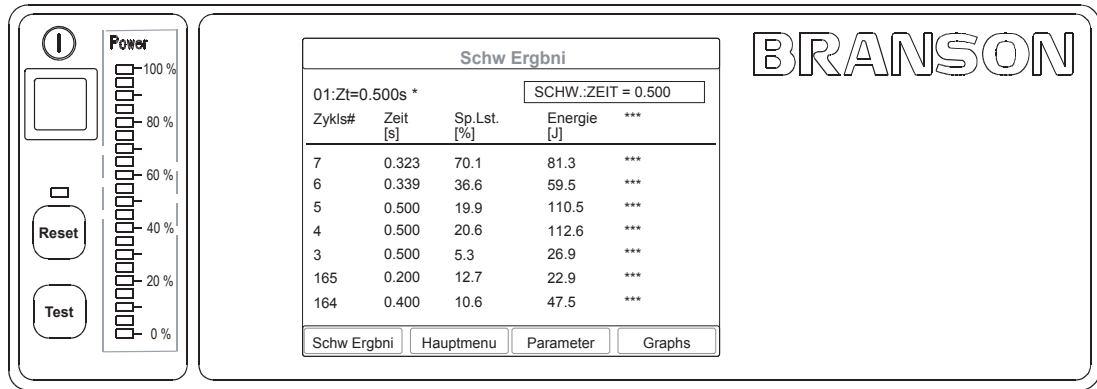 Power
100 %
80 %
60 %
40 %
20 %
0 %
Reset
Test
Schw Ergbni
01:Zt=0.500s *
SCHW.:ZEIT = 0.500
Zykls# Zeit [s] Sp.Lst. [%] Energie [J] ***
7 0.323 70.1 81.3 ***
6 0.339 36.6 59.5 ***
5 0.500 19.9 110.5 ***
4 0.500 20.6 112.6 ***
3 0.500 5.3 26.9 ***
165 0.200 12.7 22.9 ***
164 0.400 10.6 47.5 ***
Schw Ergbni Hauptmenu Parameter Graphs
BRANSON